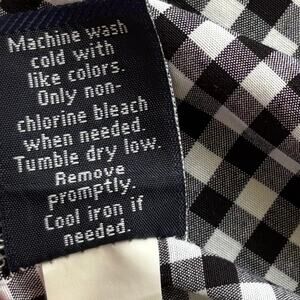 Machine wash
cold with
like colors.
Only non-
chlorine bleach
when needed.
Tumble dry low.
Remove
promptly.
Cool iron if
needed.